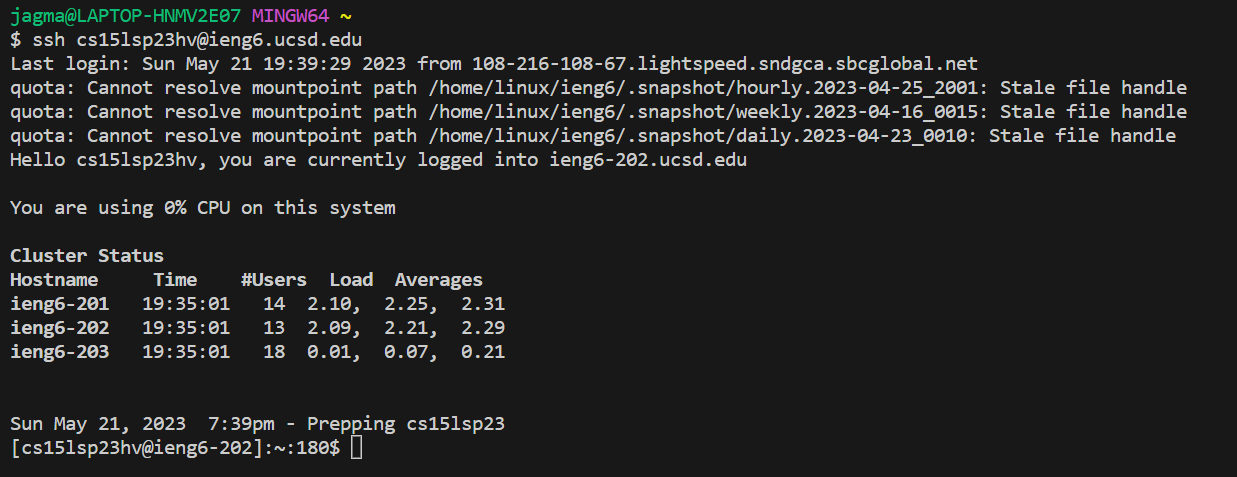 jagma@LAPTOP-HNMV2E07 MINGW64 ~
$ ssh cs15lsp23hv@ieng6.ucsd.edu
Last login: Sun May 21 19:39:29 2023 from 108-216-108-67.lightspeed.sndgca.sbcglobal.net
quota: Cannot resolve mountpoint path /home/linux/ieng6/.snapshot/hourly.2023-04-25_2001: Stale file handle
quota: Cannot resolve mountpoint path /home/linux/ieng6/.snapshot/weekly.2023-04-16_0015: Stale file handle
quota: Cannot resolve mountpoint path /home/linux/ieng6/.snapshot/daily.2023-04-23_0010: Stale file handle
Hello cs15lsp23hv, you are currently logged into ieng6-202.ucsd.edu
You are using 0% CPU on this system
Cluster Status
Hostname     Time    #Users  Load  Averages
ieng6-201   19:35:01   14  2.10,  2.25,  2.31
ieng6-202   19:35:01   13  2.09,  2.21,  2.29
ieng6-203   19:35:01   18  0.01,  0.07,  0.21
Sun May 21, 2023  7:39pm - Prepping cs15lsp23
[cs15lsp23hv@ieng6-202]:~:180$